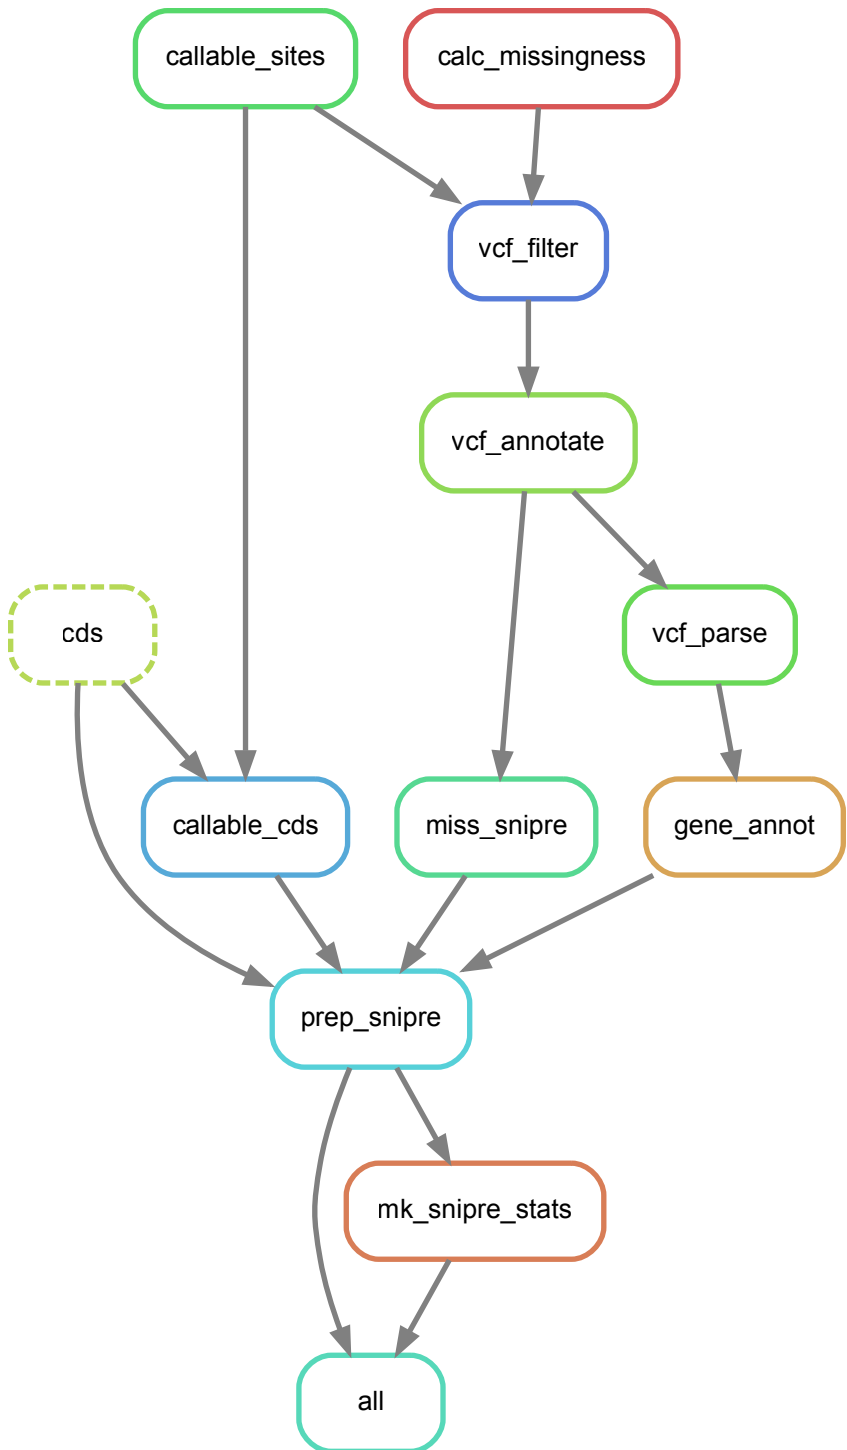 callable_sites
calc_missingness
vcf_filter
vcf_annotate
cds
vcf_parse
callable_cds
miss_snipre
gene_annot
prep_snipre
mk_snipre_stats
all